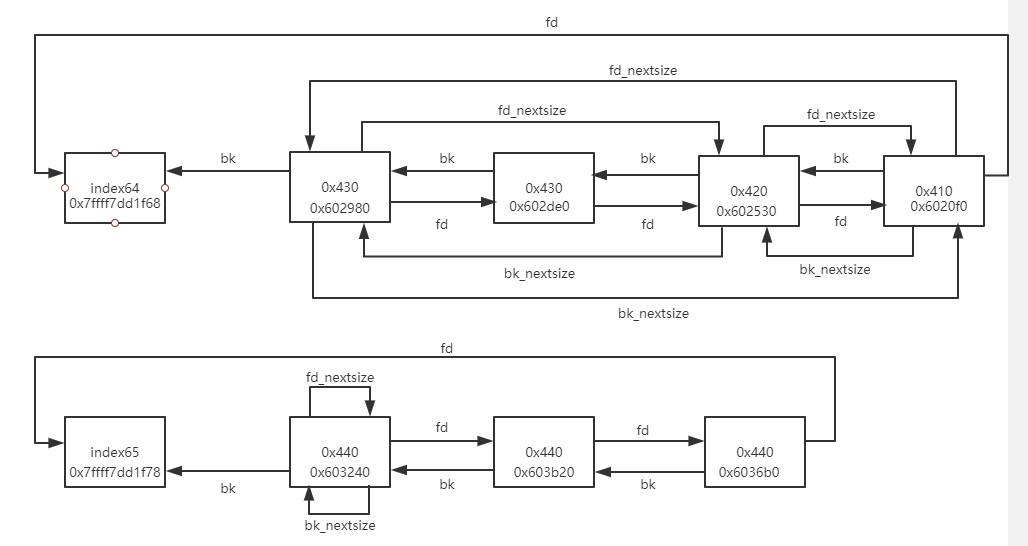 fd
fd_nextsize
fd_nextsize
fd_nextsize
bk
bk
bk
bk
index64
0x7ffff7dd1f68
0x430
0x602980
0x430
0x602de0
0x420
0x602530
0x410
0x6020f0
fd
fd
fd
bk_nextsize
bk_nextsize
bk_nextsize
fd
fd_nextsize
fd
fd
index65
0x7ffff7dd1f78
0x440
0x603240
0x440
0x603b20
0x440
0x6036b0
bk
bk
bk
bk_nextsize